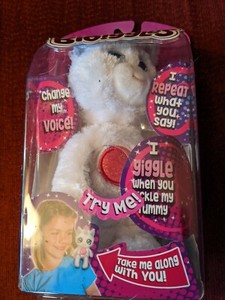 Change
my
Voice!
I
REPEAT
what
you
say!
I
giggle
when you
tickle my
tummy
Try Me!
Take me along
with you!